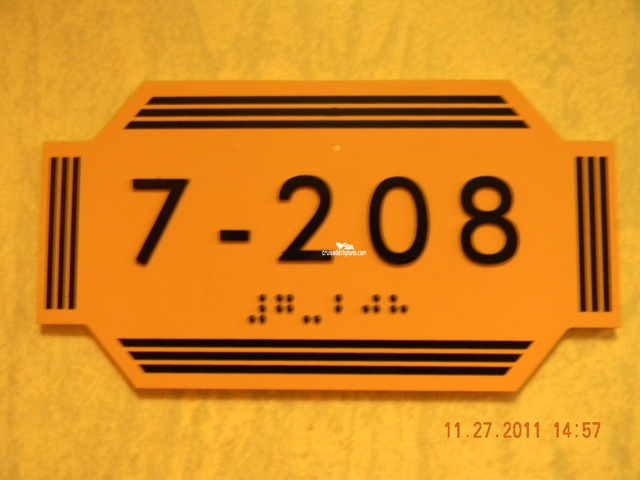 7-208
cruisedeckplans.com
⠼⠛⠤⠃⠚⠓
11.27.2011 14:57